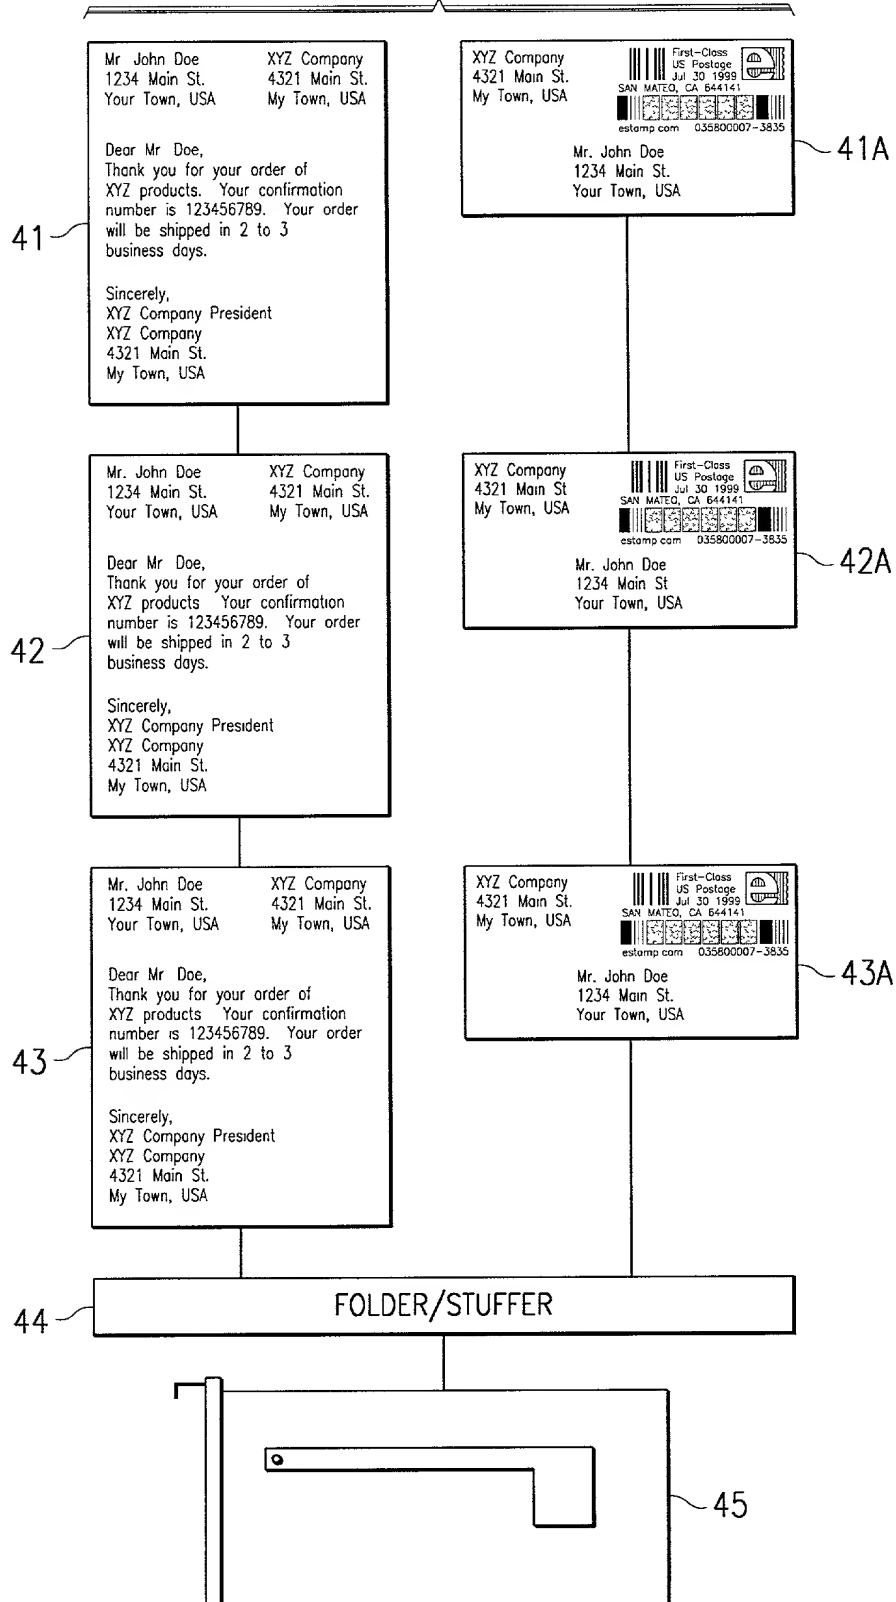 Mr John Doe XYZ Company
1234 Main St. 4321 Main St.
Your Town, USA My Town, USA
Dear Mr Doe,
Thank you for your order of
XYZ products. Your confirmation
number is 123456789. Your order
will be shipped in 2 to 3
business days.
Sincerely,
XYZ Company President
XYZ Company
4321 Main St.
My Town, USA
41
XYZ Company
4321 Main St.
My Town, USA
First-Class
US Postage
Jul 30 1999
e
SAN MATEO, CA 644141
estamp com 035800007-3835
Mr. John Doe
1234 Main St.
Your Town, USA
41A
Mr. John Doe XYZ Company
1234 Main St. 4321 Main St.
Your Town, USA My Town, USA
Dear Mr Doe,
Thank you for your order of
XYZ products Your confirmation
number is 123456789. Your order
will be shipped in 2 to 3
business days.
Sincerely,
XYZ Company President
XYZ Company
4321 Main St.
My Town, USA
42
XYZ Company
4321 Main St
My Town, USA
First-Class
US Postage
Jul 30 1999
e
SAN MATEO, CA 644141
estamp com 035800007-3835
Mr. John Doe
1234 Main St
Your Town, USA
42A
Mr. John Doe XYZ Company
1234 Main St. 4321 Main St.
Your Town, USA My Town, USA
Dear Mr Doe,
Thank you for your order of
XYZ products Your confirmation
number is 123456789. Your order
will be shipped in 2 to 3
business days.
Sincerely,
XYZ Company President
XYZ Company
4321 Main St.
My Town, USA
43
XYZ Company
4321 Main St.
My Town, USA
First-Class
US Postage
Jul 30 1999
e
SAN MATEO, CA 644141
estamp com 035800007-3835
Mr. John Doe
1234 Main St.
Your Town, USA
43A
FOLDER/STUFFER
44
45